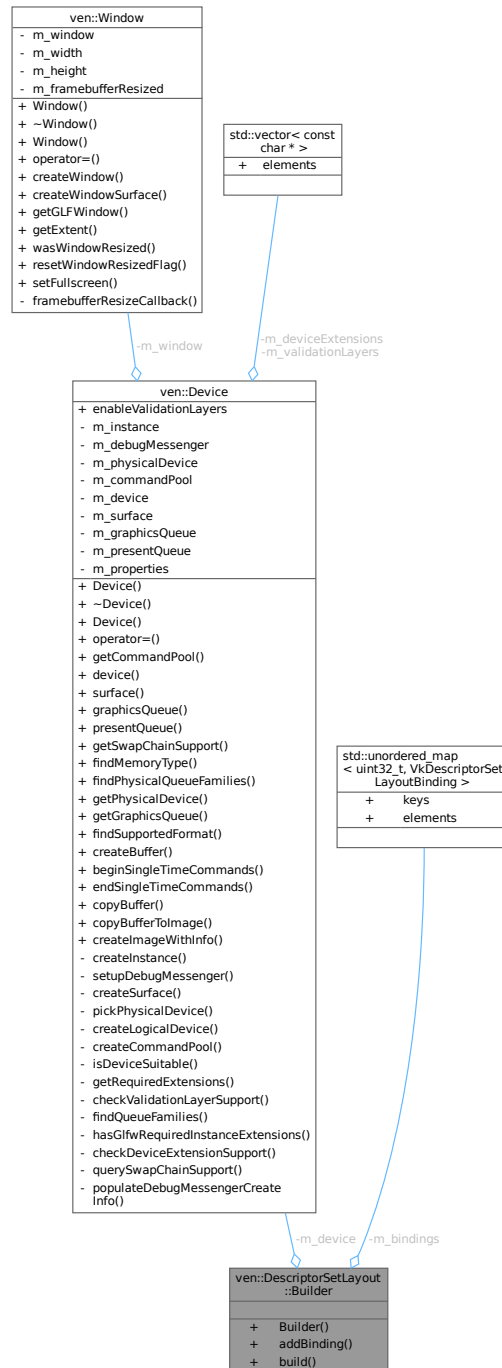 ven::Window
- m_window
- m_width
- m_height
- m_framebufferResized
+ Window()
+ ~Window()
+ Window()
+ operator=()
+ createWindow()
+ createWindowSurface()
+ getGLFWindow()
+ getExtent()
+ wasWindowResized()
+ resetWindowResizedFlag()
+ setFullscreen()
- framebufferResizeCallback()
std::vector< const
char * >
+ elements
-m_window
-m_deviceExtensions
-m_validationLayers
ven::Device
+ enableValidationLayers
- m_instance
- m_debugMessenger
- m_physicalDevice
- m_commandPool
- m_device
- m_surface
- m_graphicsQueue
- m_presentQueue
- m_properties
+ Device()
+ ~Device()
+ Device()
+ operator=()
+ getCommandPool()
+ device()
+ surface()
+ graphicsQueue()
+ presentQueue()
+ getSwapChainSupport()
+ findMemoryType()
+ findPhysicalQueueFamilies()
+ getPhysicalDevice()
+ getGraphicsQueue()
+ findSupportedFormat()
+ createBuffer()
+ beginSingleTimeCommands()
+ endSingleTimeCommands()
+ copyBuffer()
+ copyBufferToImage()
+ createImageWithInfo()
- createInstance()
- setupDebugMessenger()
- createSurface()
- pickPhysicalDevice()
- createLogicalDevice()
- createCommandPool()
- isDeviceSuitable()
- getRequiredExtensions()
- checkValidationLayerSupport()
- findQueueFamilies()
- hasGlfwRequiredInstanceExtensions()
- checkDeviceExtensionSupport()
- querySwapChainSupport()
- populateDebugMessengerCreate
Info()
std::unordered_map
< uint32_t, VkDescriptorSet
LayoutBinding >
+ keys
+ elements
-m_device
-m_bindings
ven::DescriptorSetLayout
::Builder
+ Builder()
+ addBinding()
+ build()